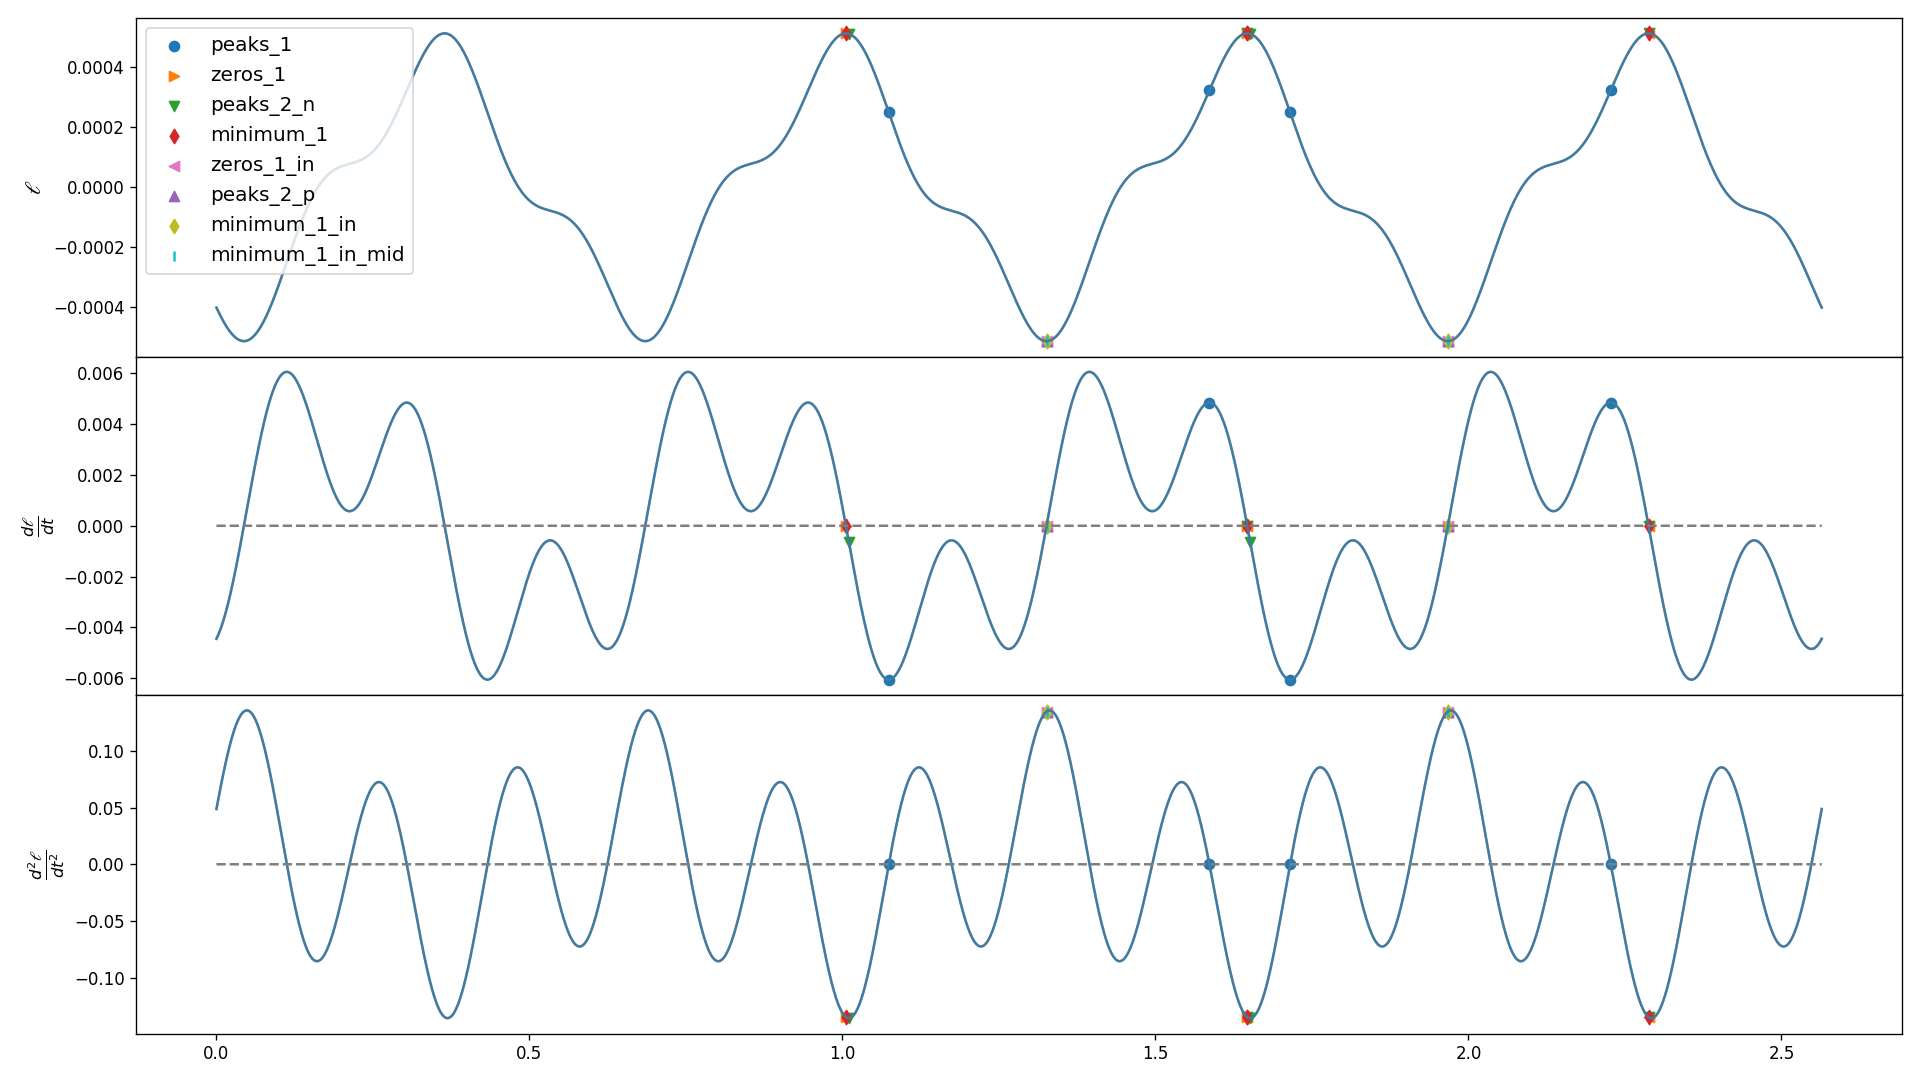 peaks_1
zeros_1
peaks_2_n
minimum_1
zeros_1_in
peaks_2_p
minimum_1_in
minimum_1_in_mid
0.0004
0.0002
0.0000
−0.0002
−0.0004
ℓ
0.006
0.004
0.002
0.000
−0.002
−0.004
−0.006
dℓ/dt
0.10
0.05
0.00
−0.05
−0.10
d²ℓ/dt²
0.0 0.5 1.0 1.5 2.0 2.5